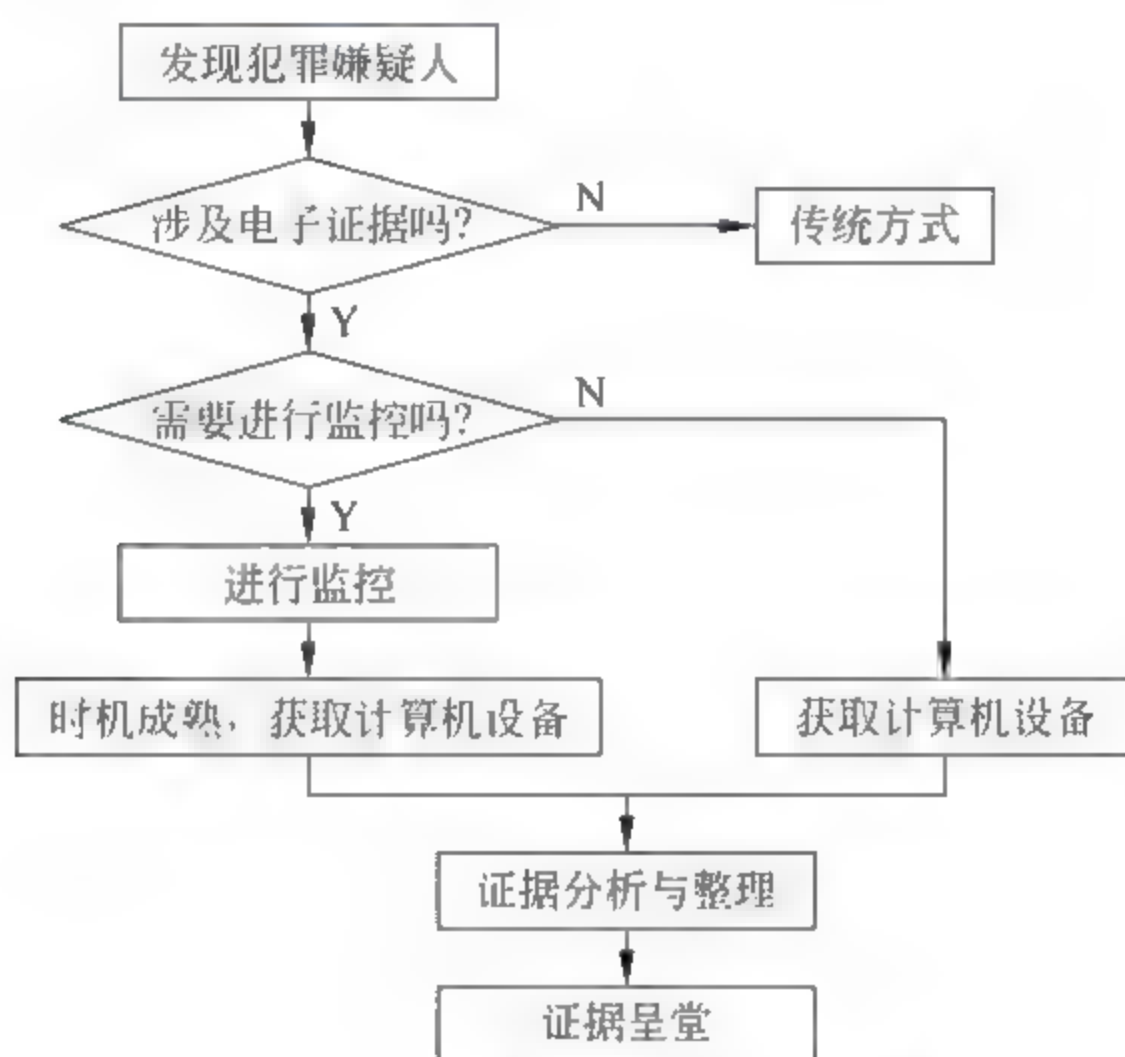 发现犯罪嫌疑人
涉及电子证据吗?
N
传统方式
Y
需要进行监控吗?
N
Y
进行监控
时机成熟，获取计算机设备
获取计算机设备
证据分析与整理
证据呈堂